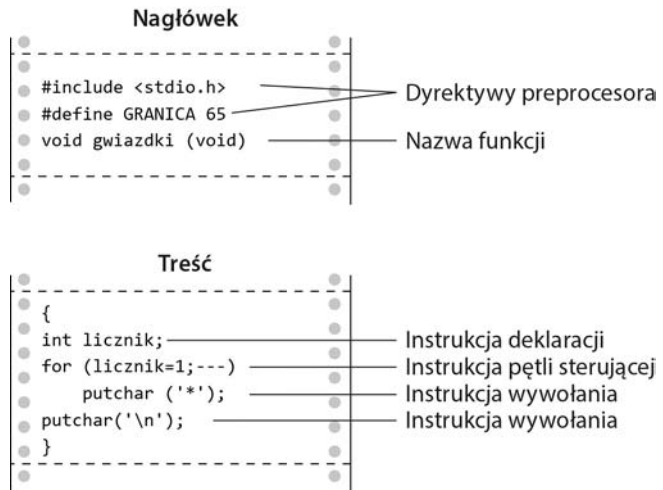 Nagłówek
#include <stdio.h>
#define GRANICA 65
void gwiazdki (void)
Dyrektywy preprocesora
Nazwa funkcji
Treść
{
int licznik;
for (licznik=1;---)
putchar ('*');
putchar('\n');
}
Instrukcja deklaracji
Instrukcja pętli sterującej
Instrukcja wywołania
Instrukcja wywołania